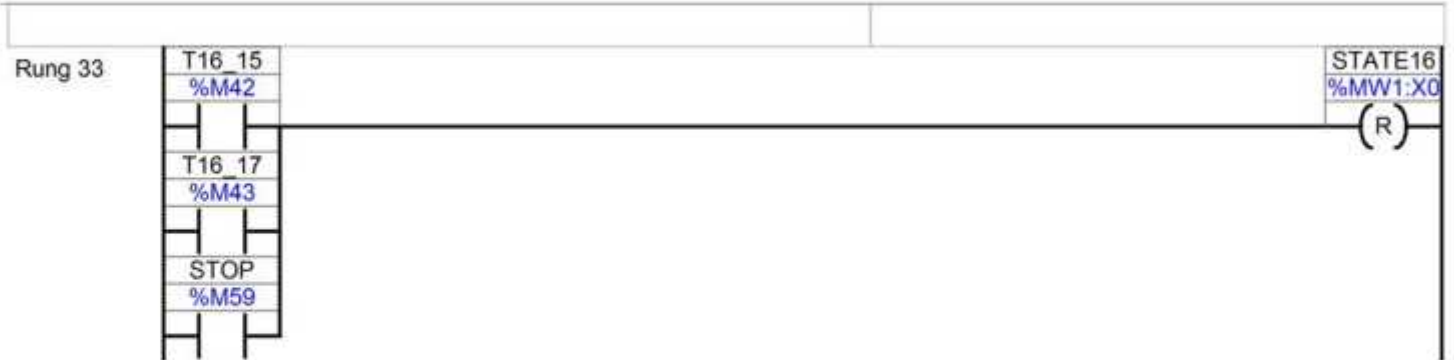 Rung 33
T16_15
%M42
STATE16
%MW1:X0
R
T16_17
%M43
STOP
%M59